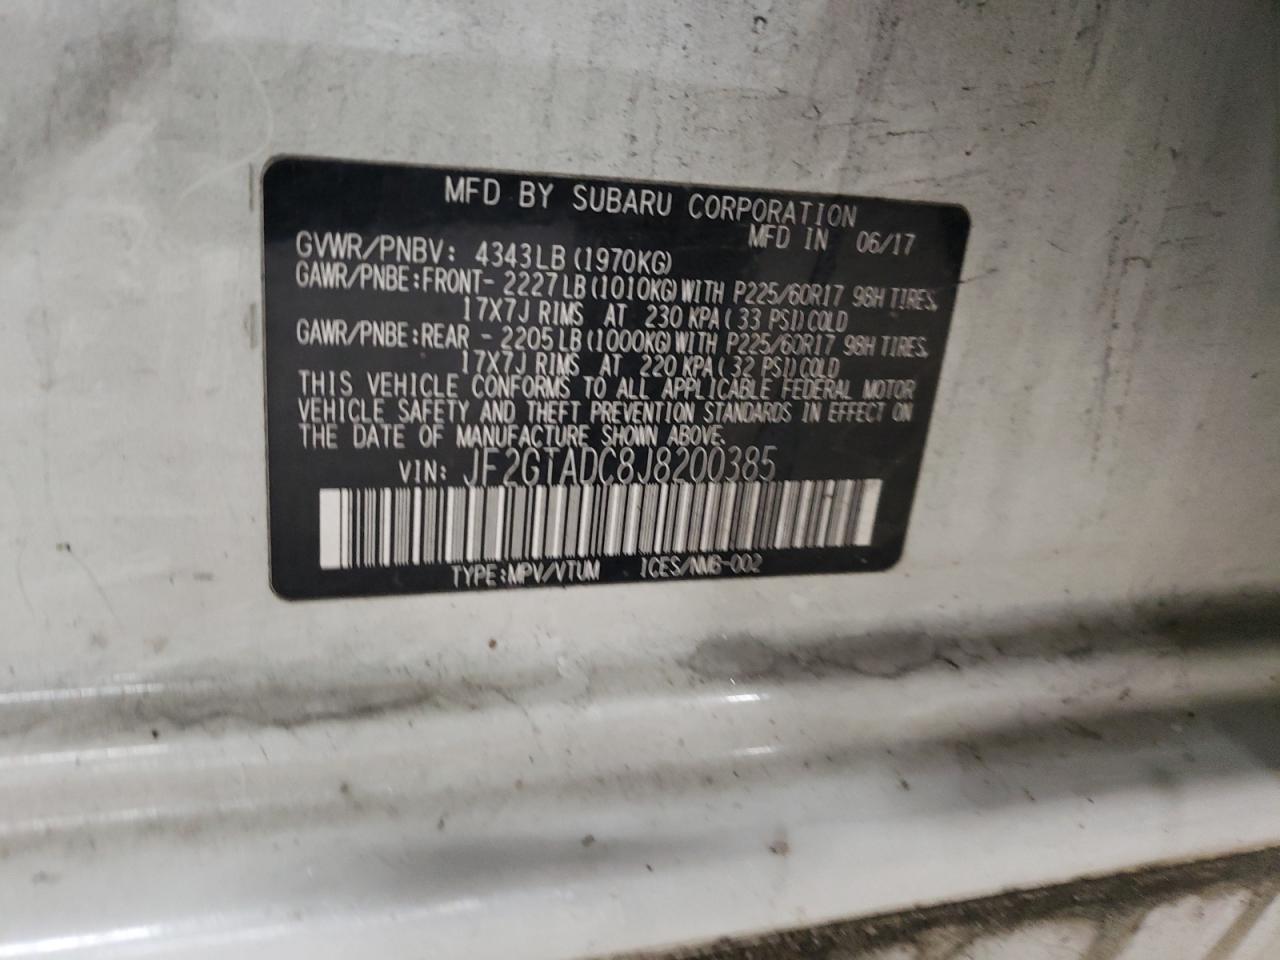 MFD BY SUBARU CORPORATION
MFD IN 06/17
GVWR/PNBV: 4343LB(1970KG)
GAWR/PNBE:FRONT- 2227LB(1010KG)WITH P225/60R17 98H TIRES,
17X7J RIMS AT 230 KPA(33 PSI)COLD
GAWR/PNBE:REAR - 2205LB(1000KG)WITH P225/60R17 98H TIRES,
17X7J RIMS AT 220 KPA(32 PSI)COLD
THIS VEHICLE CONFORMS TO ALL APPLICABLE FEDERAL MOTOR
VEHICLE SAFETY AND THEFT PREVENTION STANDARDS IN EFFECT ON
THE DATE OF MANUFACTURE SHOWN ABOVE.
VIN: JF2GTADC8J8200385
TYPE:MPV/VTUM ICES/NMB-002